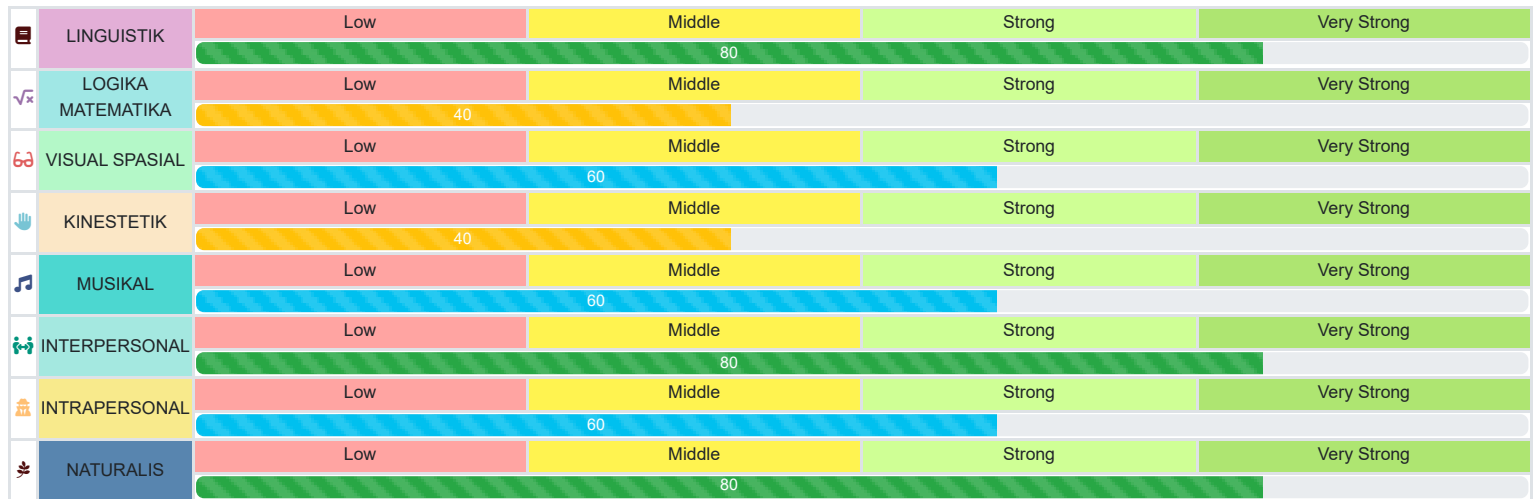 Low Middle Strong Very Strong
LINGUISTIK
80
LOGIKA
MATEMATIKA
Low Middle Strong Very Strong
40
VISUAL SPASIAL
Low Middle Strong Very Strong
60
KINESTETIK
Low Middle Strong Very Strong
40
MUSIKAL
Low Middle Strong Very Strong
60
INTERPERSONAL
Low Middle Strong Very Strong
80
INTRAPERSONAL
Low Middle Strong Very Strong
60
NATURALIS
Low Middle Strong Very Strong
80